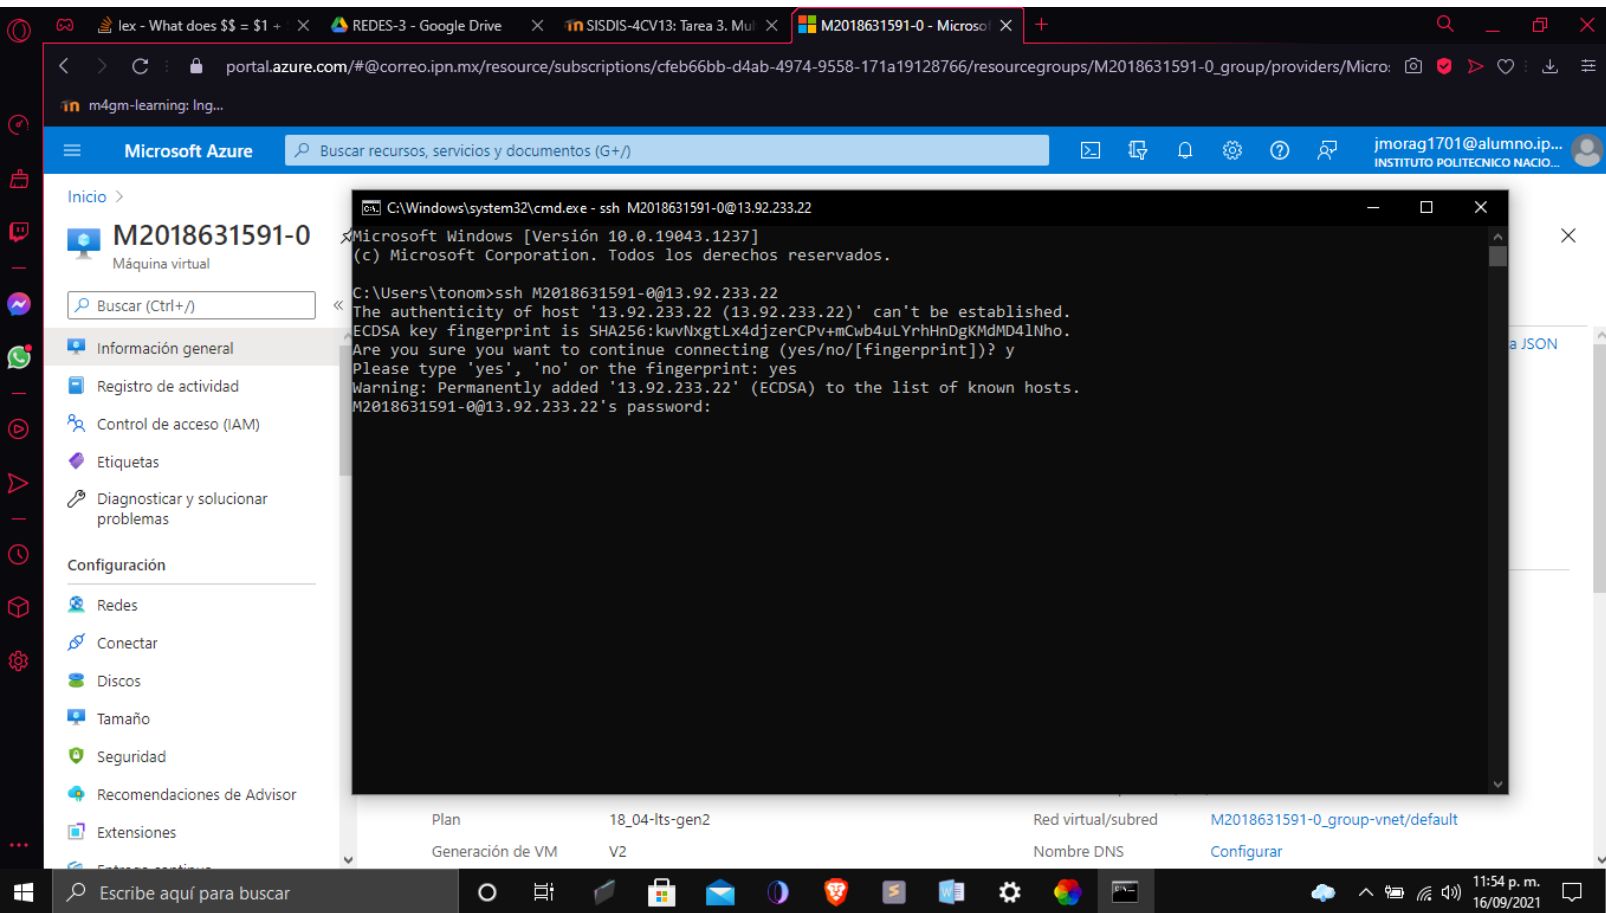 lex - What does $$ = $1 +
REDES-3 - Google Drive
SISDIS-4CV13: Tarea 3. Mul
M2018631591-0 - Microso
portal.azure.com/#@correo.ipn.mx/resource/subscriptions/cfeb66bb-d4ab-4974-9558-171a19128766/resourcegroups/M2018631591-0_group/providers/Micro
m4gm-learning: Ing...
Microsoft Azure
Buscar recursos, servicios y documentos (G+/)
jmorag1701@alumno.ip...
INSTITUTO POLITECNICO NACIO...
Inicio >
M2018631591-0
Máquina virtual
Buscar (Ctrl+/)
Información general
Registro de actividad
Control de acceso (IAM)
Etiquetas
Diagnosticar y solucionar
problemas
Configuración
Redes
Conectar
Discos
Tamaño
Seguridad
Recomendaciones de Advisor
Extensiones
C:\Windows\system32\cmd.exe - ssh M2018631591-0@13.92.233.22
Microsoft Windows [Versión 10.0.19043.1237]
(c) Microsoft Corporation. Todos los derechos reservados.
C:\Users\tonom>ssh M2018631591-0@13.92.233.22
The authenticity of host '13.92.233.22 (13.92.233.22)' can't be established.
ECDSA key fingerprint is SHA256:kwvNxgtLx4djzerCPv+mCwb4uLYrhHnDgKMdMD4lNho.
Are you sure you want to continue connecting (yes/no/[fingerprint])? y
Please type 'yes', 'no' or the fingerprint: yes
Warning: Permanently added '13.92.233.22' (ECDSA) to the list of known hosts.
M2018631591-0@13.92.233.22's password:
a JSON
Plan
18_04-lts-gen2
Red virtual/subred
M2018631591-0_group-vnet/default
Generación de VM
V2
Nombre DNS
Configurar
Escribe aquí para buscar
11:54 p. m.
16/09/2021